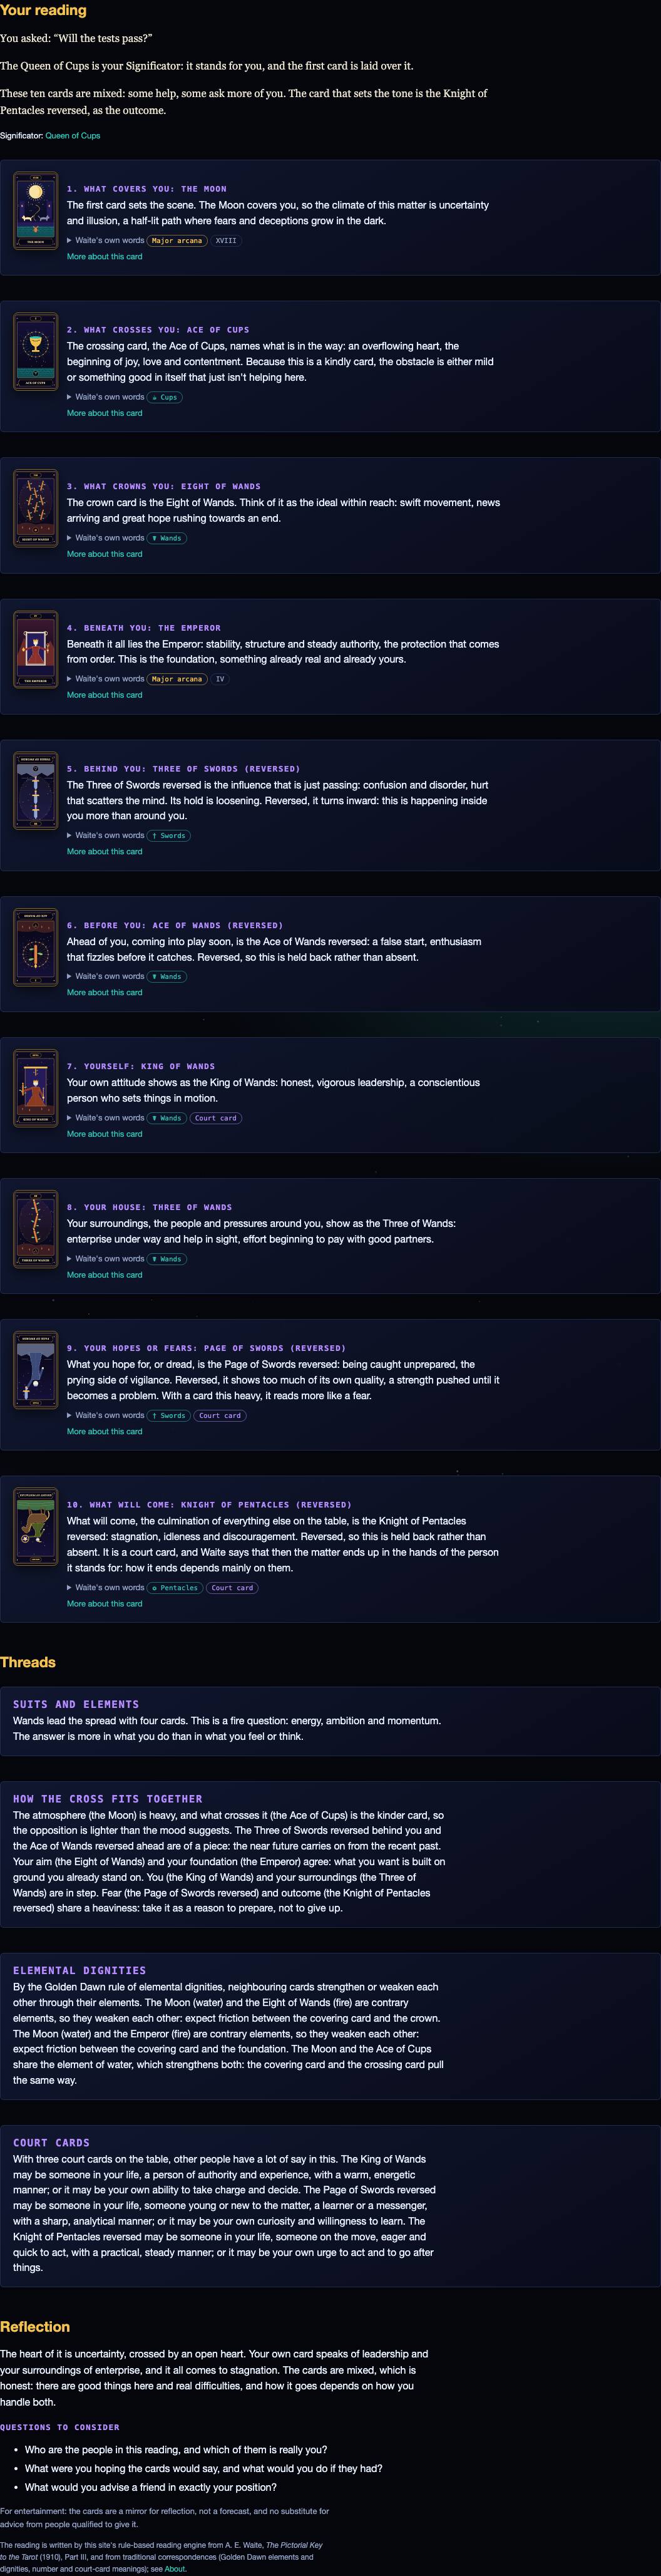 Your reading
You asked: “Will the tests pass?”
The Queen of Cups is your Significator: it stands for you, and the first card is laid over it.
These ten cards are mixed: some help, some ask more of you. The card that sets the tone is the Knight of
Pentacles reversed, as the outcome.
Significator: Queen of Cups
1. WHAT COVERS YOU: THE MOON
The first card sets the scene. The Moon covers you, so the climate of this matter is uncertainty
and illusion, a half-lit path where fears and deceptions grow in the dark.
▶ Waite's own words Major arcana XVIII
More about this card
THE MOON
2. WHAT CROSSES YOU: ACE OF CUPS
The crossing card, the Ace of Cups, names what is in the way: an overflowing heart, the
beginning of joy, love and contentment. Because this is a kindly card, the obstacle is either mild
or something good in itself that just isn't helping here.
▶ Waite's own words Cups
More about this card
ACE OF CUPS
3. WHAT CROWNS YOU: EIGHT OF WANDS
The crown card is the Eight of Wands. Think of it as the ideal within reach: swift movement, news
arriving and great hope rushing towards an end.
▶ Waite's own words Wands
More about this card
EIGHT OF WANDS
4. BENEATH YOU: THE EMPEROR
Beneath it all lies the Emperor: stability, structure and steady authority, the protection that comes
from order. This is the foundation, something already real and already yours.
▶ Waite's own words Major arcana IV
More about this card
THE EMPEROR
5. BEHIND YOU: THREE OF SWORDS (REVERSED)
The Three of Swords reversed is the influence that is just passing: confusion and disorder, hurt
that scatters the mind. Its hold is loosening. Reversed, it turns inward: this is happening inside
you more than around you.
▶ Waite's own words † Swords
More about this card
6. BEFORE YOU: ACE OF WANDS (REVERSED)
Ahead of you, coming into play soon, is the Ace of Wands reversed: a false start, enthusiasm
that fizzles before it catches. Reversed, so this is held back rather than absent.
▶ Waite's own words Wands
More about this card
7. YOURSELF: KING OF WANDS
Your own attitude shows as the King of Wands: honest, vigorous leadership, a conscientious
person who sets things in motion.
▶ Waite's own words Wands Court card
More about this card
KING OF WANDS
8. YOUR HOUSE: THREE OF WANDS
Your surroundings, the people and pressures around you, show as the Three of Wands:
enterprise under way and help in sight, effort beginning to pay with good partners.
▶ Waite's own words Wands
More about this card
THREE OF WANDS
9. YOUR HOPES OR FEARS: PAGE OF SWORDS (REVERSED)
What you hope for, or dread, is the Page of Swords reversed: being caught unprepared, the
prying side of vigilance. Reversed, it shows too much of its own quality, a strength pushed until it
becomes a problem. With a card this heavy, it reads more like a fear.
▶ Waite's own words † Swords Court card
More about this card
10. WHAT WILL COME: KNIGHT OF PENTACLES (REVERSED)
What will come, the culmination of everything else on the table, is the Knight of Pentacles
reversed: stagnation, idleness and discouragement. Reversed, so this is held back rather than
absent. It is a court card, and Waite says that then the matter ends up in the hands of the person
it stands for: how it ends depends mainly on them.
▶ Waite's own words Pentacles Court card
More about this card
Threads
SUITS AND ELEMENTS
Wands lead the spread with four cards. This is a fire question: energy, ambition and momentum.
The answer is more in what you do than in what you feel or think.
HOW THE CROSS FITS TOGETHER
The atmosphere (the Moon) is heavy, and what crosses it (the Ace of Cups) is the kinder card, so
the opposition is lighter than the mood suggests. The Three of Swords reversed behind you and
the Ace of Wands reversed ahead are of a piece: the near future carries on from the recent past.
Your aim (the Eight of Wands) and your foundation (the Emperor) agree: what you want is built on
ground you already stand on. You (the King of Wands) and your surroundings (the Three of
Wands) are in step. Fear (the Page of Swords reversed) and outcome (the Knight of Pentacles
reversed) share a heaviness: take it as a reason to prepare, not to give up.
ELEMENTAL DIGNITIES
By the Golden Dawn rule of elemental dignities, neighbouring cards strengthen or weaken each
other through their elements. The Moon (water) and the Eight of Wands (fire) are contrary
elements, so they weaken each other: expect friction between the covering card and the crown.
The Moon (water) and the Emperor (fire) are contrary elements, so they weaken each other:
expect friction between the covering card and the foundation. The Moon and the Ace of Cups
share the element of water, which strengthens both: the covering card and the crossing card pull
the same way.
COURT CARDS
With three court cards on the table, other people have a lot of say in this. The King of Wands
may be someone in your life, a person of authority and experience, with a warm, energetic
manner; or it may be your own ability to take charge and decide. The Page of Swords reversed
may be someone in your life, someone young or new to the matter, a learner or a messenger,
with a sharp, analytical manner; or it may be your own curiosity and willingness to learn. The
Knight of Pentacles reversed may be someone in your life, someone on the move, eager and
quick to act, with a practical, steady manner; or it may be your own urge to act and to go after
things.
Reflection
The heart of it is uncertainty, crossed by an open heart. Your own card speaks of leadership and
your surroundings of enterprise, and it all comes to stagnation. The cards are mixed, which is
honest: there are good things here and real difficulties, and how it goes depends on how you
handle both.
QUESTIONS TO CONSIDER
• Who are the people in this reading, and which of them is really you?
• What were you hoping the cards would say, and what would you do if they had?
• What would you advise a friend in exactly your position?
For entertainment: the cards are a mirror for reflection, not a forecast, and no substitute for
advice from people qualified to give it.
The reading is written by this site's rule-based reading engine from A. E. Waite, The Pictorial Key
to the Tarot (1910), Part III, and from traditional correspondences (Golden Dawn elements and
dignities, number and court-card meanings); see About.